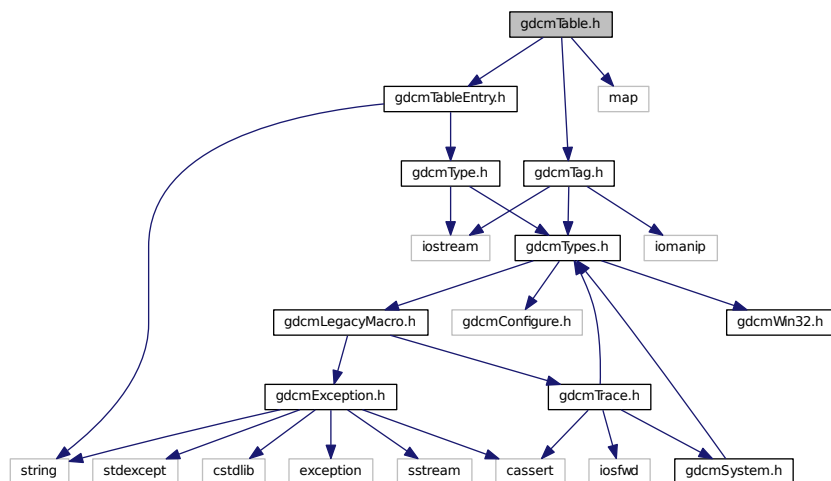 gdcmTable.h
gdcmTableEntry.h
map
gdcmType.h
gdcmTag.h
iostream
gdcmTypes.h
iomanip
gdcmLegacyMacro.h
gdcmConfigure.h
gdcmWin32.h
gdcmException.h
gdcmTrace.h
string
stdexcept
cstdlib
exception
sstream
cassert
iosfwd
gdcmSystem.h